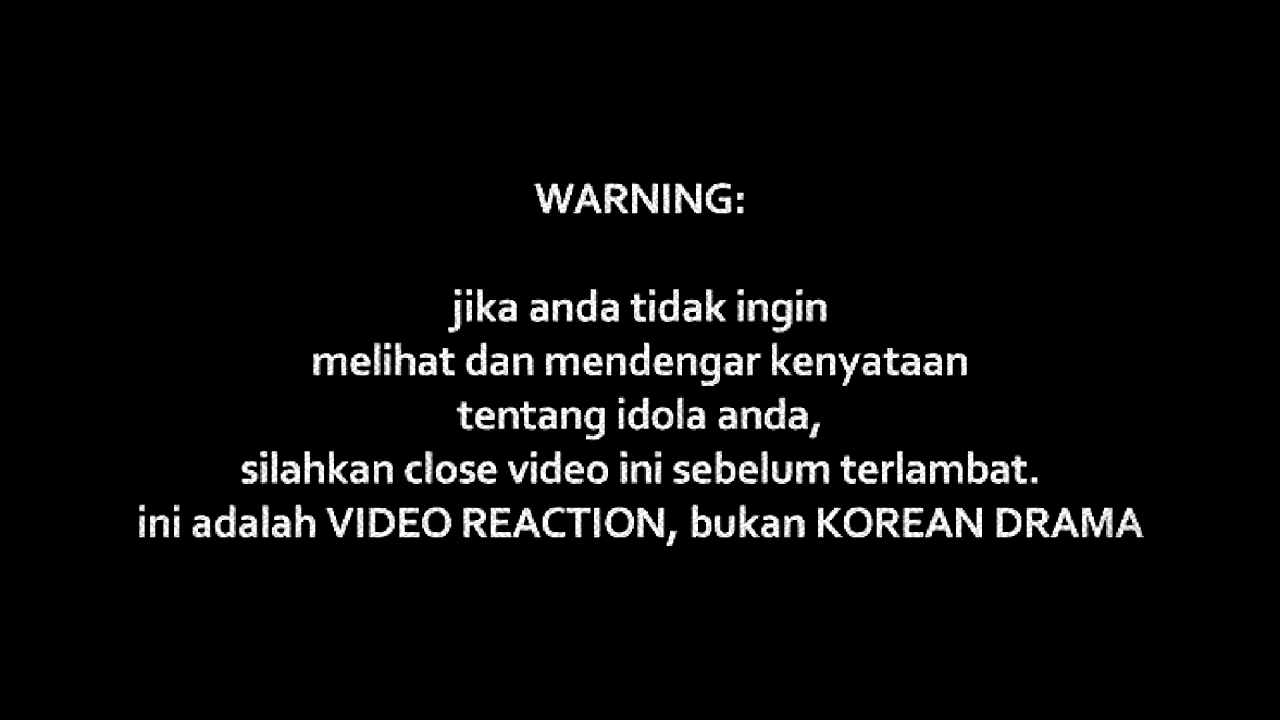 WARNING:
jika anda tidak ingin
melihat dan mendengar kenyataan
tentang idola anda,
silahkan close video ini sebelum terlambat.
ini adalah VIDEO REACTION, bukan KOREAN DRAMA